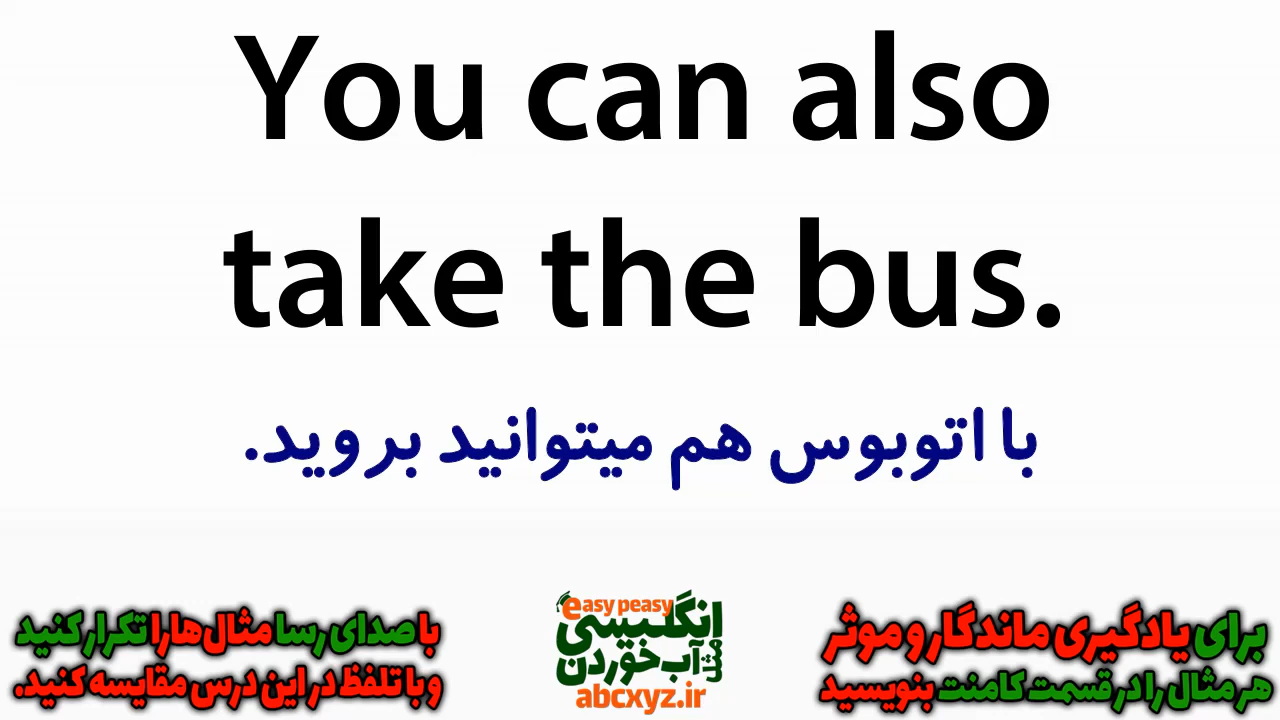 You can also
take the bus.
با اتوبوس هم میتوانید بروید.
برای یادگیری ماندگار و موثر
هر مثال را در قسمت کامنت بنویسید
easy peasy
انگلیسی
مثل آب خوردن
abcxyz.ir
با صدای رسا مثال‌ها را تکرار کنید
و با تلفظ در این درس مقایسه کنید.